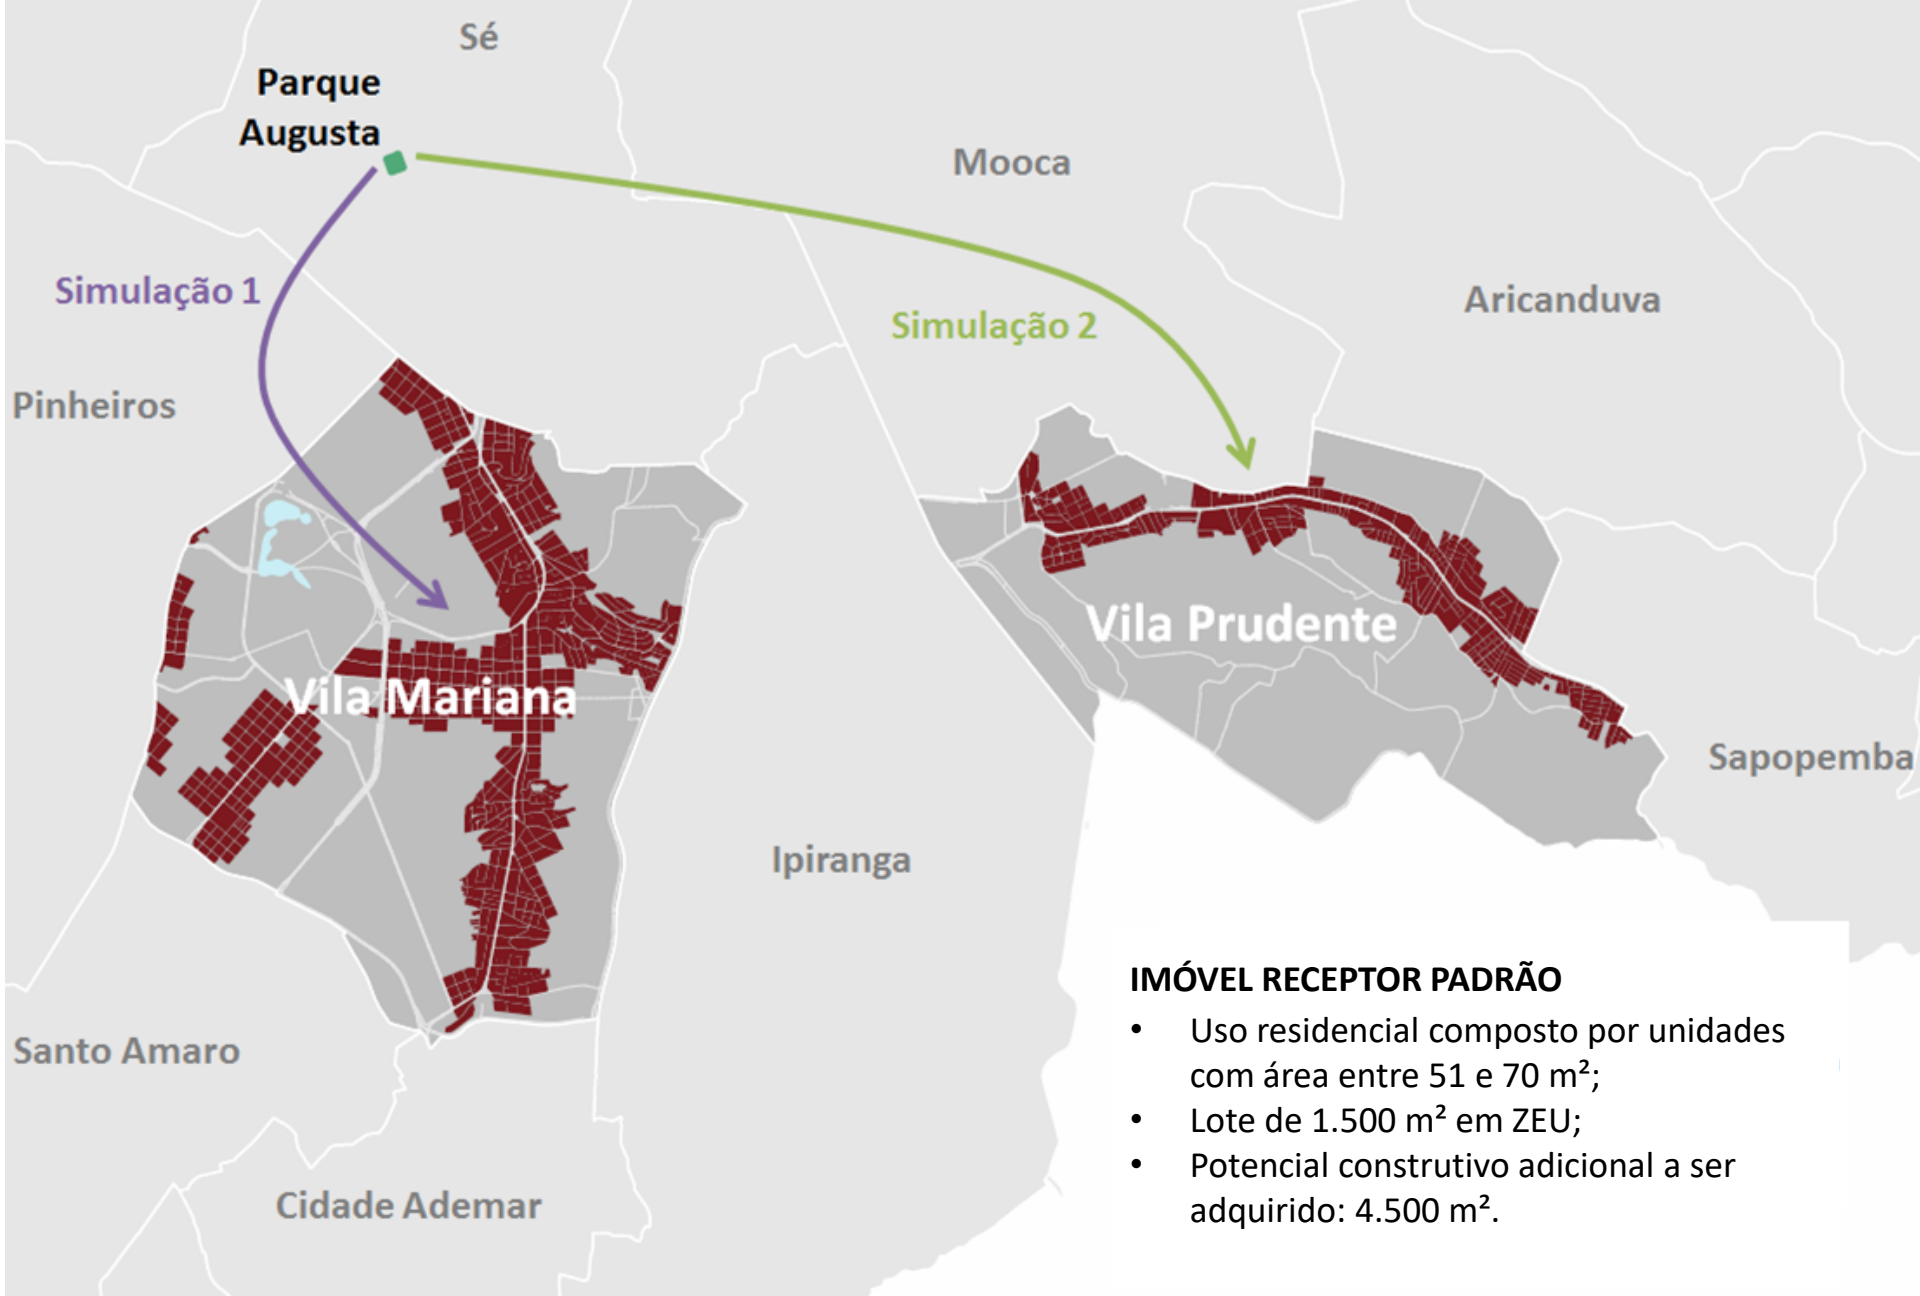 Sé
Parque
Augusta
Mooca
Simulação 1
Simulação 2
Aricanduva
Pinheiros
Vila Mariana
Vila Prudente
Sapopemba
Ipiranga
Santo Amaro
Cidade Ademar
IMÓVEL RECEPTOR PADRÃO
• Uso residencial composto por unidades
com área entre 51 e 70 m²;
• Lote de 1.500 m² em ZEU;
• Potencial construtivo adicional a ser
adquirido: 4.500 m².